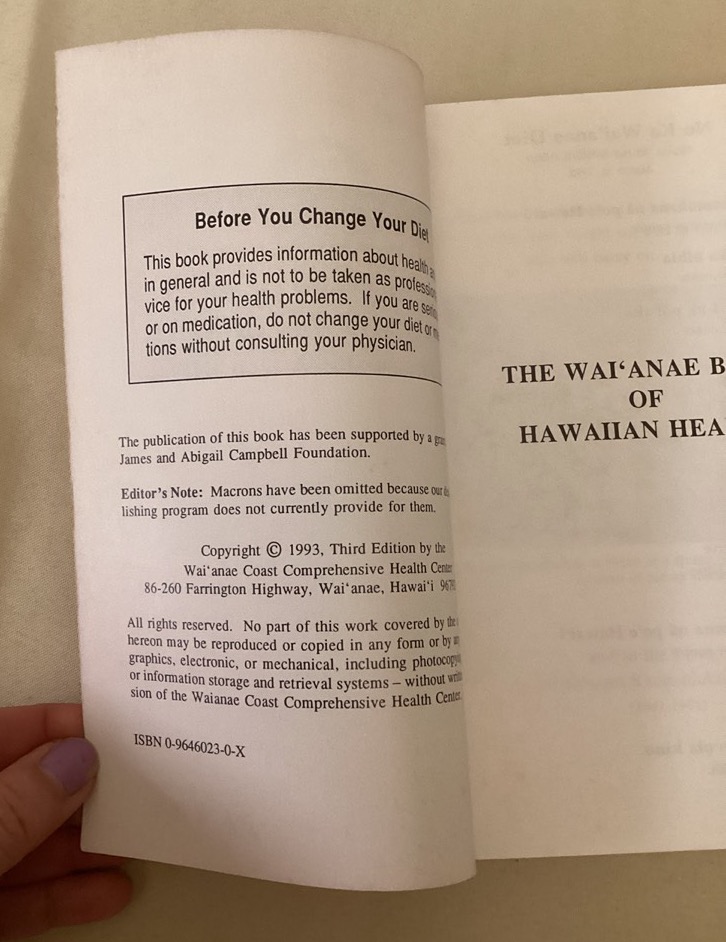 Before You Change Your Diet
This book provides information about health
in general and is not to be taken as
vice for your health problems. If you are
or on medication, do not change your diet or
tions without consulting your physician.
The publication of this book has been supported by a
James and Abigail Campbell Foundation.
Editor's Note: Macrons have been omitted because our
lishing program does not currently provide for them.
Copyright © 1993, Third Edition by the
Wai‘anae Coast Comprehensive Health Center
86-260 Farrington Highway, Wai‘anae, Hawai‘i
All rights reserved. No part of this work covered by the
hereon may be reproduced or copied in any form or by
graphics, electronic, or mechanical, including
or information storage and retrieval systems – without
sion of the Waianae Coast Comprehensive Health Center.
ISBN 0-9646023-0-X
THE WAI‘ANAE
OF
HAWAIIAN